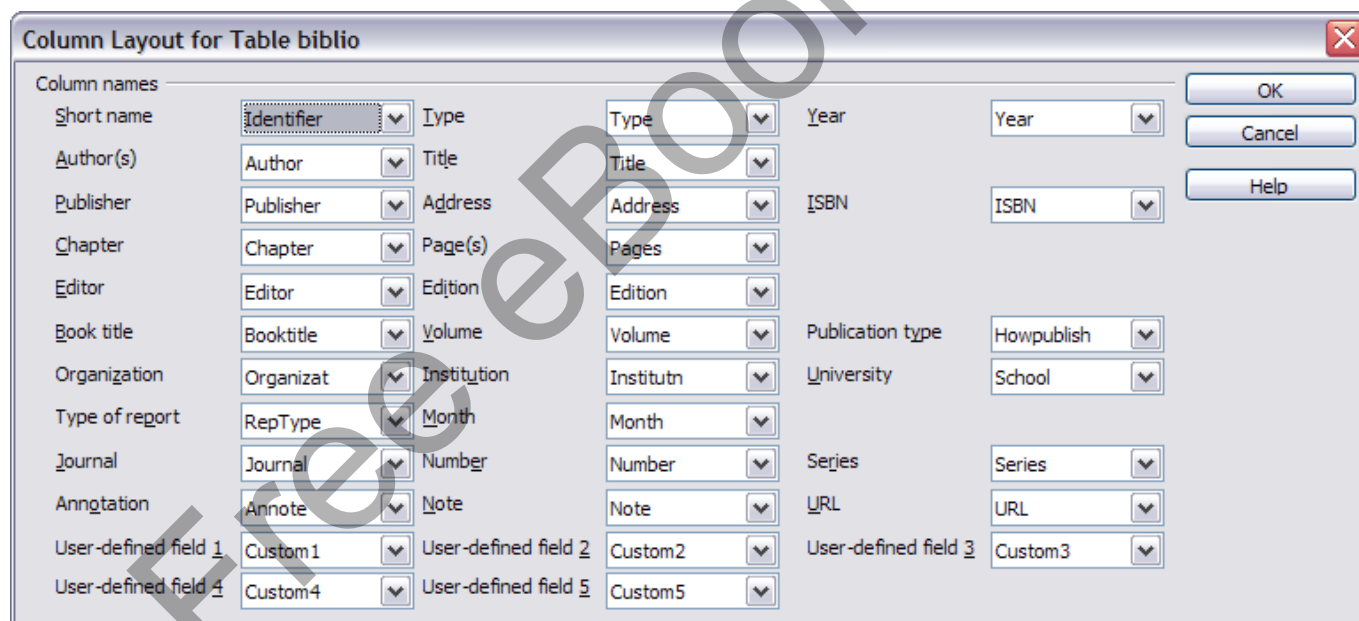 Column Layout for Table biblio
Column names
OK
Short name Identifier Type Type Year Year
Cancel
Author(s) Author Title Title
Help
Publisher Publisher Address Address ISBN ISBN
Chapter Chapter Page(s) Pages
Editor Editor Edition Edition
Book title Booktitle Volume Volume Publication type Howpublish
Organization Organizat Institution Institutn University School
Type of report RepType Month Month
Journal Journal Number Number Series Series
Annotation Annote Note Note URL URL
User-defined field 1 Custom1 User-defined field 2 Custom2 User-defined field 3 Custom3
User-defined field 4 Custom4 User-defined field 5 Custom5
Free eBoo